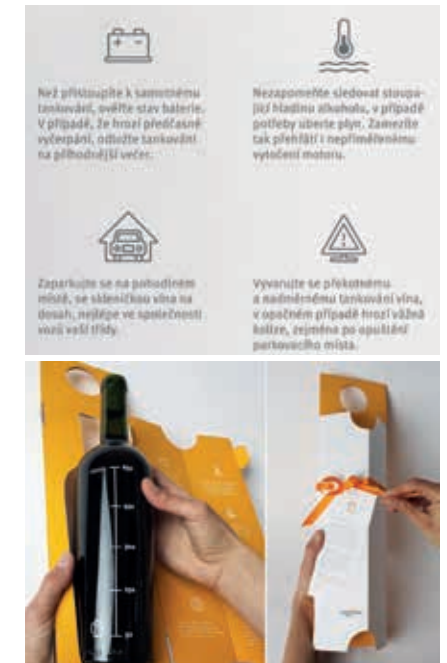 Než přistoupíte k samotnému
tankování, ověřte stav baterie.
V případě, že hrozí předčasné
vyčerpání, odložte tankování
na příhodnější večer.
Nezapomeňte sledovat stoupa-
jící hladinu alkoholu, v případě
potřeby uberte plyn. Zamezíte
tak přehřátí i nepřiměřenému
vytočení motoru.
Zaparkujte se na pohodlném
místě, se skleničkou vína na
dosah, nejlépe ve společnosti
vozů vaší třídy.
Vyvarujte se překotnému
a nadměrnému tankování vína,
v opačném případě hrozí vážná
kolize, zejména po opuštění
parkovacího místa.